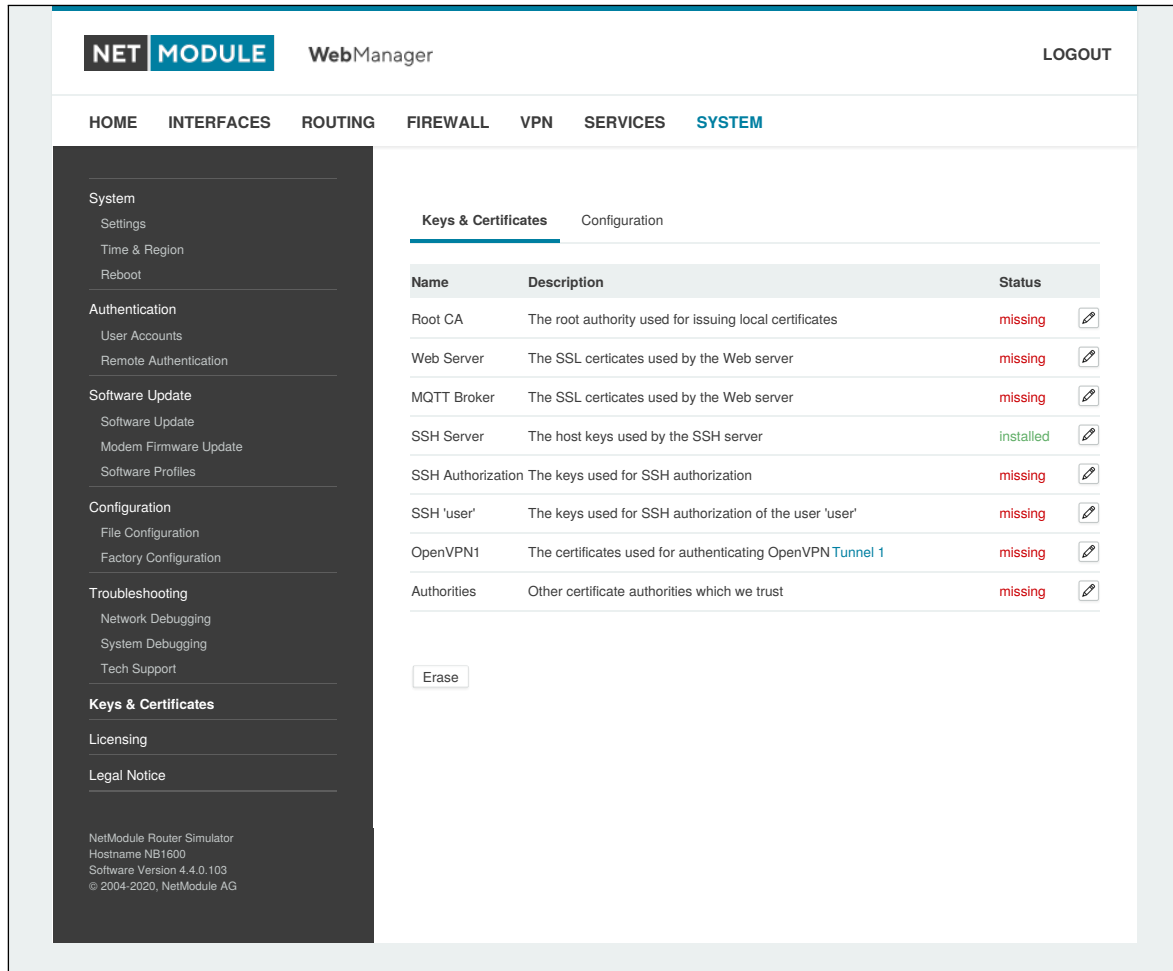 NET MODULE WebManager LOGOUT
HOME INTERFACES ROUTING FIREWALL VPN SERVICES SYSTEM
System
Settings
Time & Region
Reboot
Authentication
User Accounts
Remote Authentication
Software Update
Software Update
Modem Firmware Update
Software Profiles
Configuration
File Configuration
Factory Configuration
Troubleshooting
Network Debugging
System Debugging
Tech Support
Keys & Certificates
Licensing
Legal Notice
NetModule Router Simulator
Hostname NB1600
Software Version 4.4.0.103
© 2004-2020, NetModule AG
Keys & Certificates Configuration
Name Description Status
Root CA The root authority used for issuing local certificates missing
Web Server The SSL certicates used by the Web server missing
MQTT Broker The SSL certicates used by the Web server missing
SSH Server The host keys used by the SSH server installed
SSH Authorization The keys used for SSH authorization missing
SSH 'user' The keys used for SSH authorization of the user 'user' missing
OpenVPN1 The certificates used for authenticating OpenVPN Tunnel 1 missing
Authorities Other certificate authorities which we trust missing
Erase